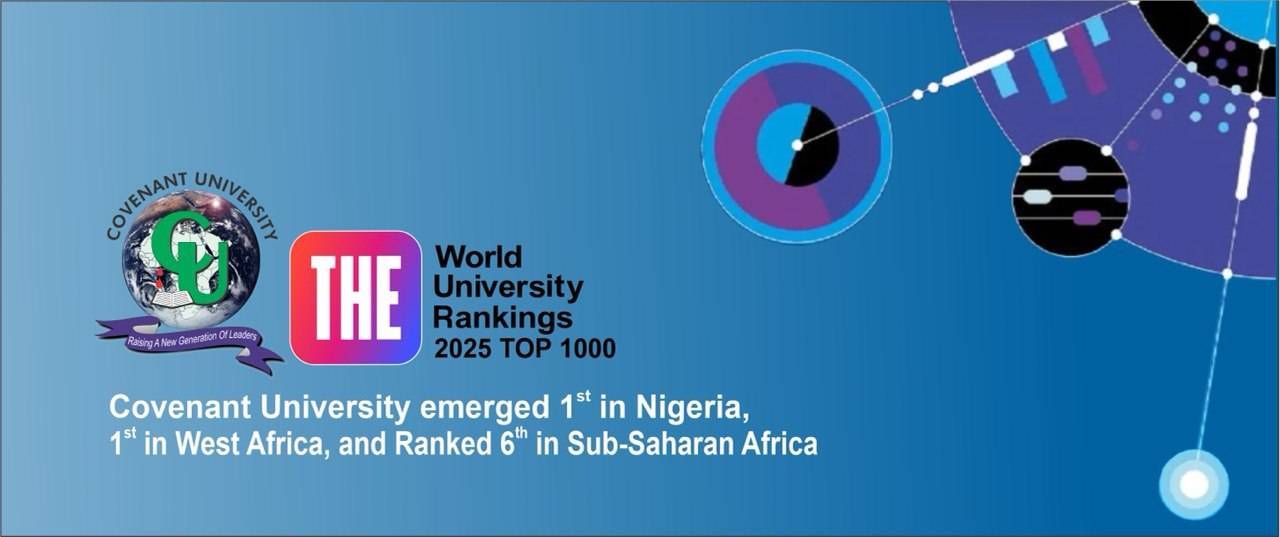 COVENANT UNIVERSITY
CU
Raising A New Generation Of Leaders
THE
World
University
Rankings
2025 TOP 1000
Covenant University emerged 1st in Nigeria,
1st in West Africa, and Ranked 6th in Sub-Saharan Africa